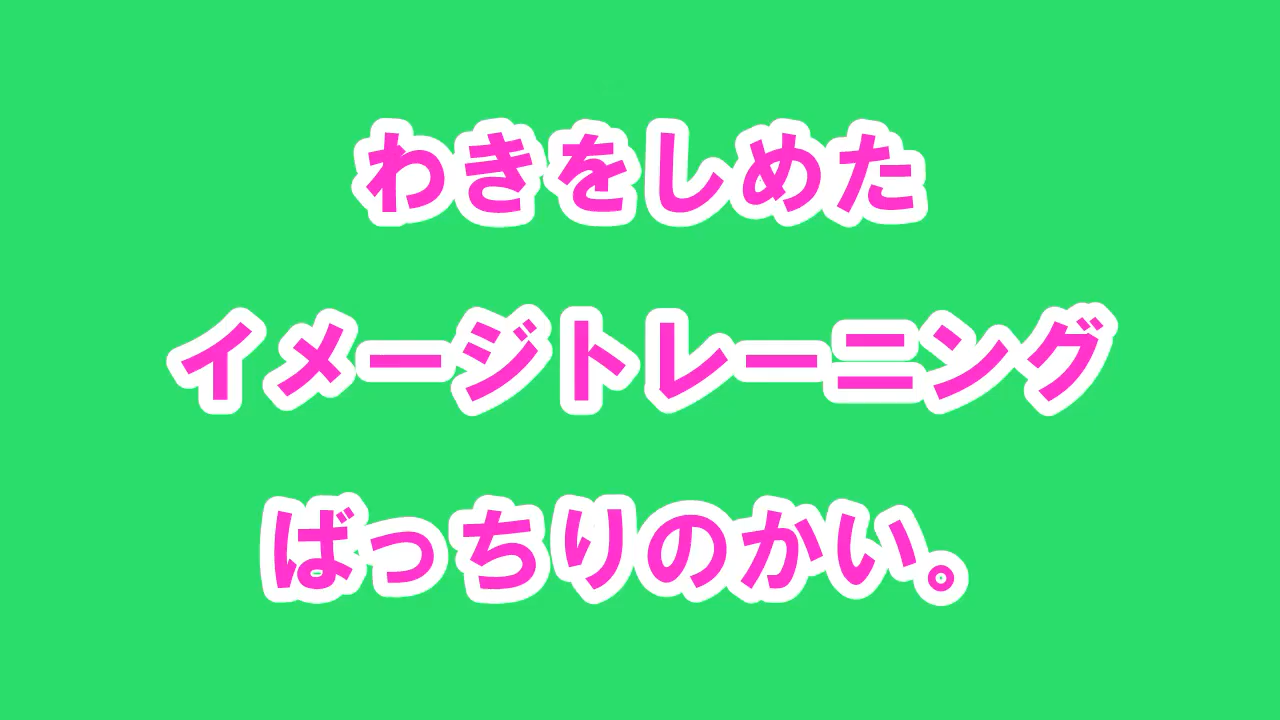 わきをしめた
イメージトレーニング
ばっちりのかい。